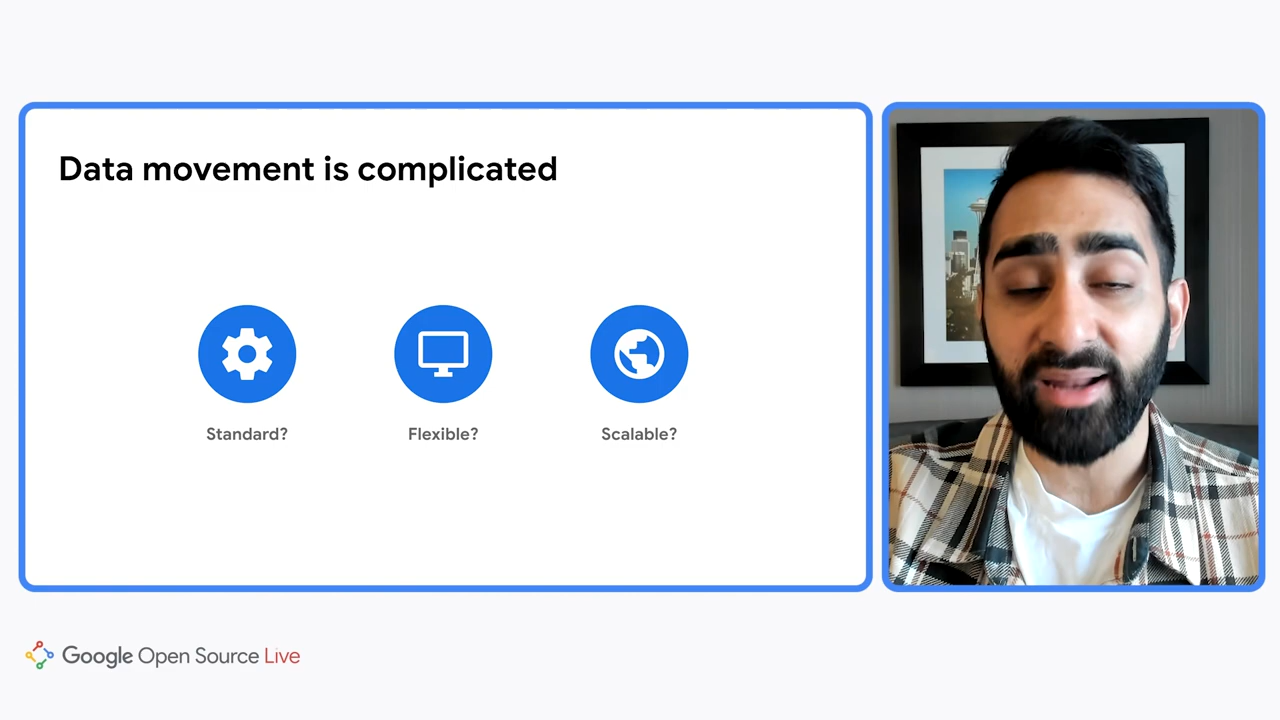 Data movement is complicated
Standard?
Flexible?
Scalable?
Google Open Source Live